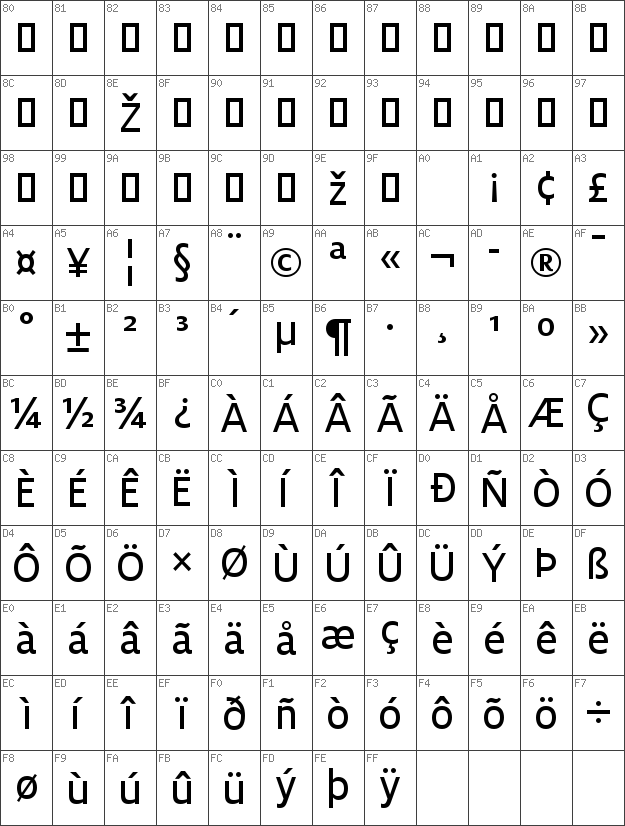 80 81 82 83 84 85 86 87 88 89 8A 8B
8C 8D 8E 8F 90 91 92 93 94 95 96 97
Ž
98 99 9A 9B 9C 9D 9E 9F A0 A1 A2 A3
ž ¡ ¢ £
A4 A5 A6 A7 A8 A9 AA AB AC AD AE AF
¤ ¥ ¦ § ¨ © ª « ¬ - ® ¯
B0 B1 B2 B3 B4 B5 B6 B7 B8 B9 BA BB
° ± ² ³ ´ µ ¶ · ¸ ¹ º »
BC BD BE BF C0 C1 C2 C3 C4 C5 C6 C7
¼ ½ ¾ ¿ À Á Â Ã Ä Å Æ Ç
C8 C9 CA CB CC CD CE CF D0 D1 D2 D3
È É Ê Ë Ì Í Î Ï Ð Ñ Ò Ó
D4 D5 D6 D7 D8 D9 DA DB DC DD DE DF
Ô Õ Ö × Ø Ù Ú Û Ü Ý Þ ß
E0 E1 E2 E3 E4 E5 E6 E7 E8 E9 EA EB
à á â ã ä å æ ç è é ê ë
EC ED EE EF F0 F1 F2 F3 F4 F5 F6 F7
ì í î ï ð ñ ò ó ô õ ö ÷
F8 F9 FA FB FC FD FE FF
ø ù ú û ü ý þ ÿ